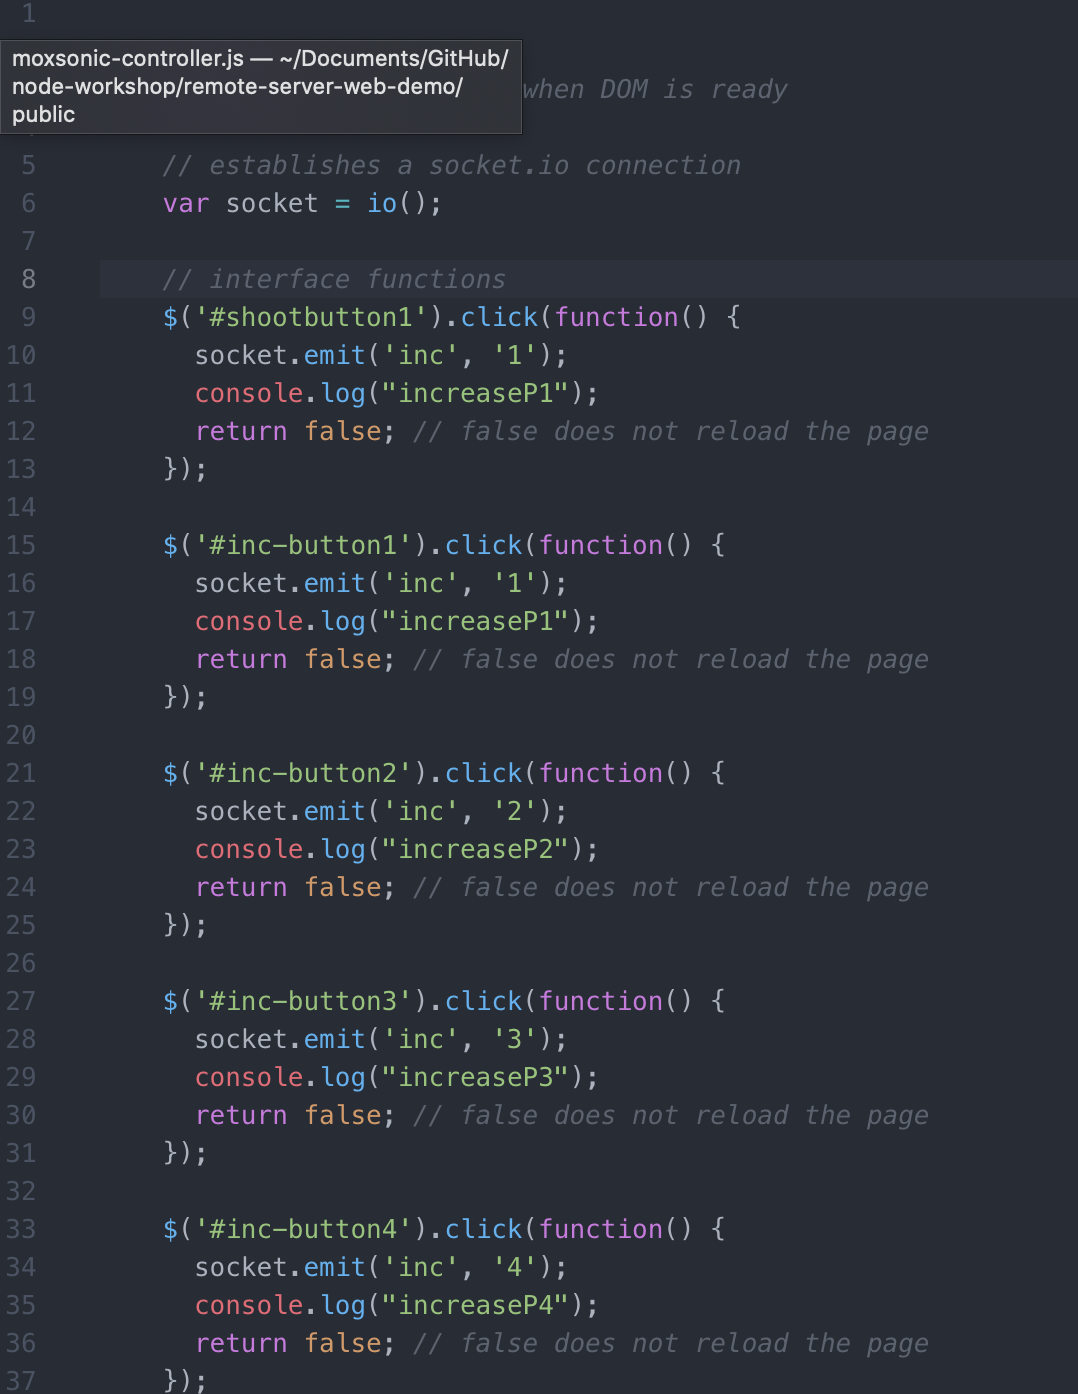 1
moxsonic-controller.js — ~/Documents/GitHub/
node-workshop/remote-server-web-demo/
public
when DOM is ready
5 // establishes a socket.io connection
6 var socket = io();
7
8 // interface functions
9 $('#shootbutton1').click(function() {
10 socket.emit('inc', '1');
11 console.log("increaseP1");
12 return false; // false does not reload the page
13 });
14
15 $('#inc-button1').click(function() {
16 socket.emit('inc', '1');
17 console.log("increaseP1");
18 return false; // false does not reload the page
19 });
20
21 $('#inc-button2').click(function() {
22 socket.emit('inc', '2');
23 console.log("increaseP2");
24 return false; // false does not reload the page
25 });
26
27 $('#inc-button3').click(function() {
28 socket.emit('inc', '3');
29 console.log("increaseP3");
30 return false; // false does not reload the page
31 });
32
33 $('#inc-button4').click(function() {
34 socket.emit('inc', '4');
35 console.log("increaseP4");
36 return false; // false does not reload the page
37 });